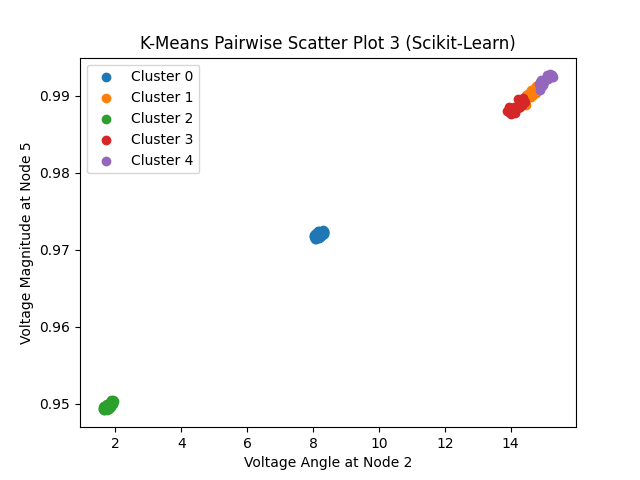 K-Means Pairwise Scatter Plot 3 (Scikit-Learn)
Cluster 0
Cluster 1
Cluster 2
Cluster 3
Cluster 4
Voltage Magnitude at Node 5
0.99
0.98
0.97
0.96
0.95
2 4 6 8 10 12 14
Voltage Angle at Node 2